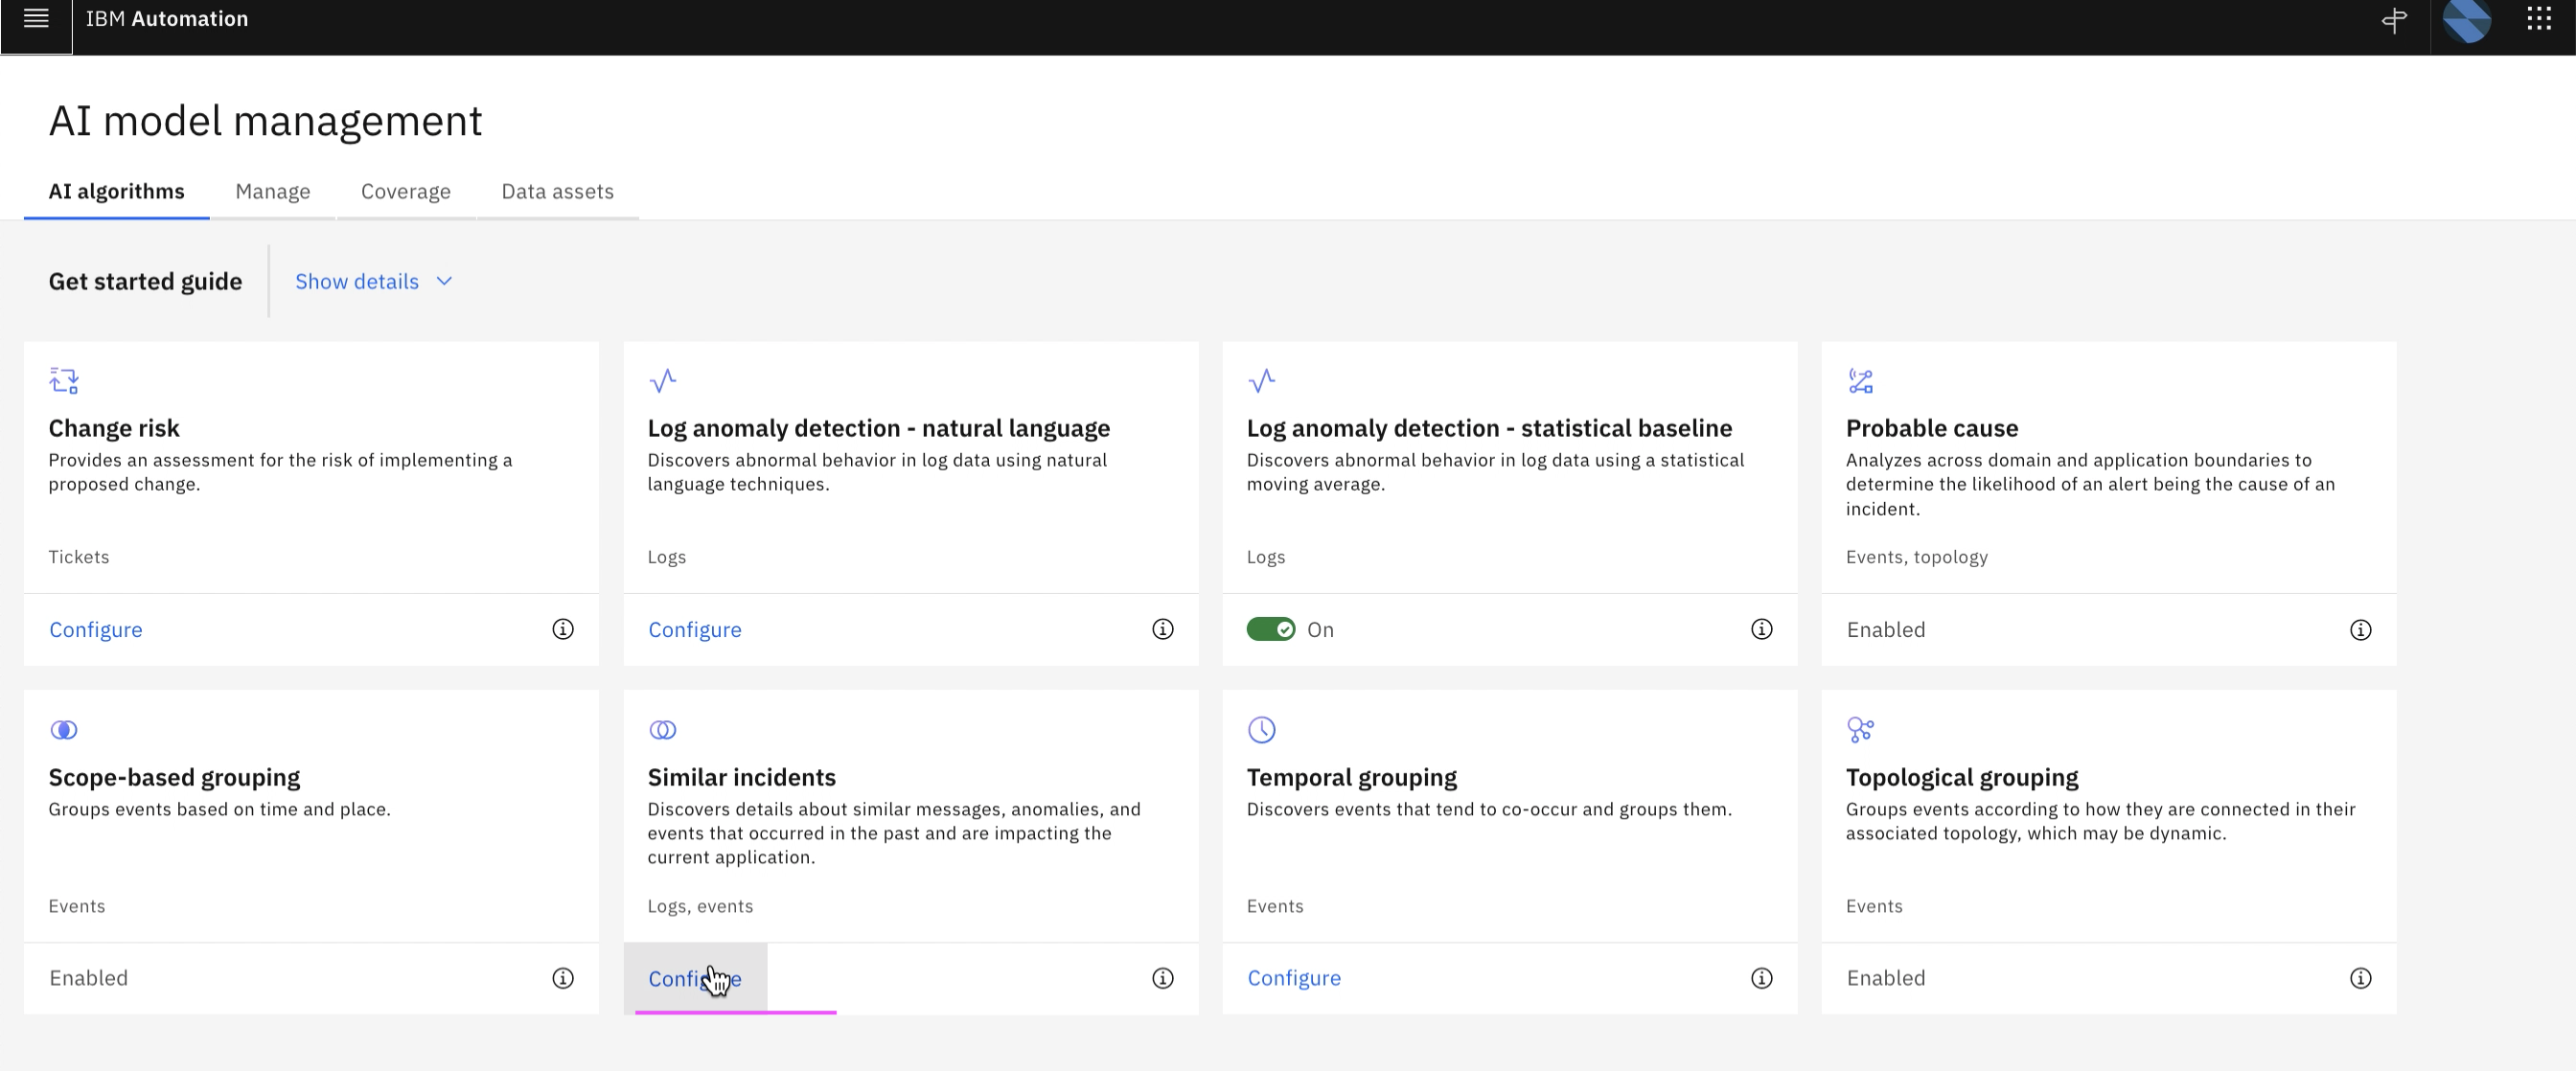 IBM Automation
AI model management
AI algorithms
Manage
Coverage
Data assets
Get started guide
Show details
Change risk
Provides an assessment for the risk of implementing a
proposed change.
Tickets
Configure
Log anomaly detection - natural language
Discovers abnormal behavior in log data using natural
language techniques.
Logs
Configure
Log anomaly detection - statistical baseline
Discovers abnormal behavior in log data using a statistical
moving average.
Logs
On
Probable cause
Analyzes across domain and application boundaries to
determine the likelihood of an alert being the cause of an
incident.
Events, topology
Enabled
Scope-based grouping
Groups events based on time and place.
Events
Enabled
Similar incidents
Discovers details about similar messages, anomalies, and
events that occurred in the past and are impacting the
current application.
Logs, events
Configure
Temporal grouping
Discovers events that tend to co-occur and groups them.
Events
Configure
Topological grouping
Groups events according to how they are connected in their
associated topology, which may be dynamic.
Events
Enabled